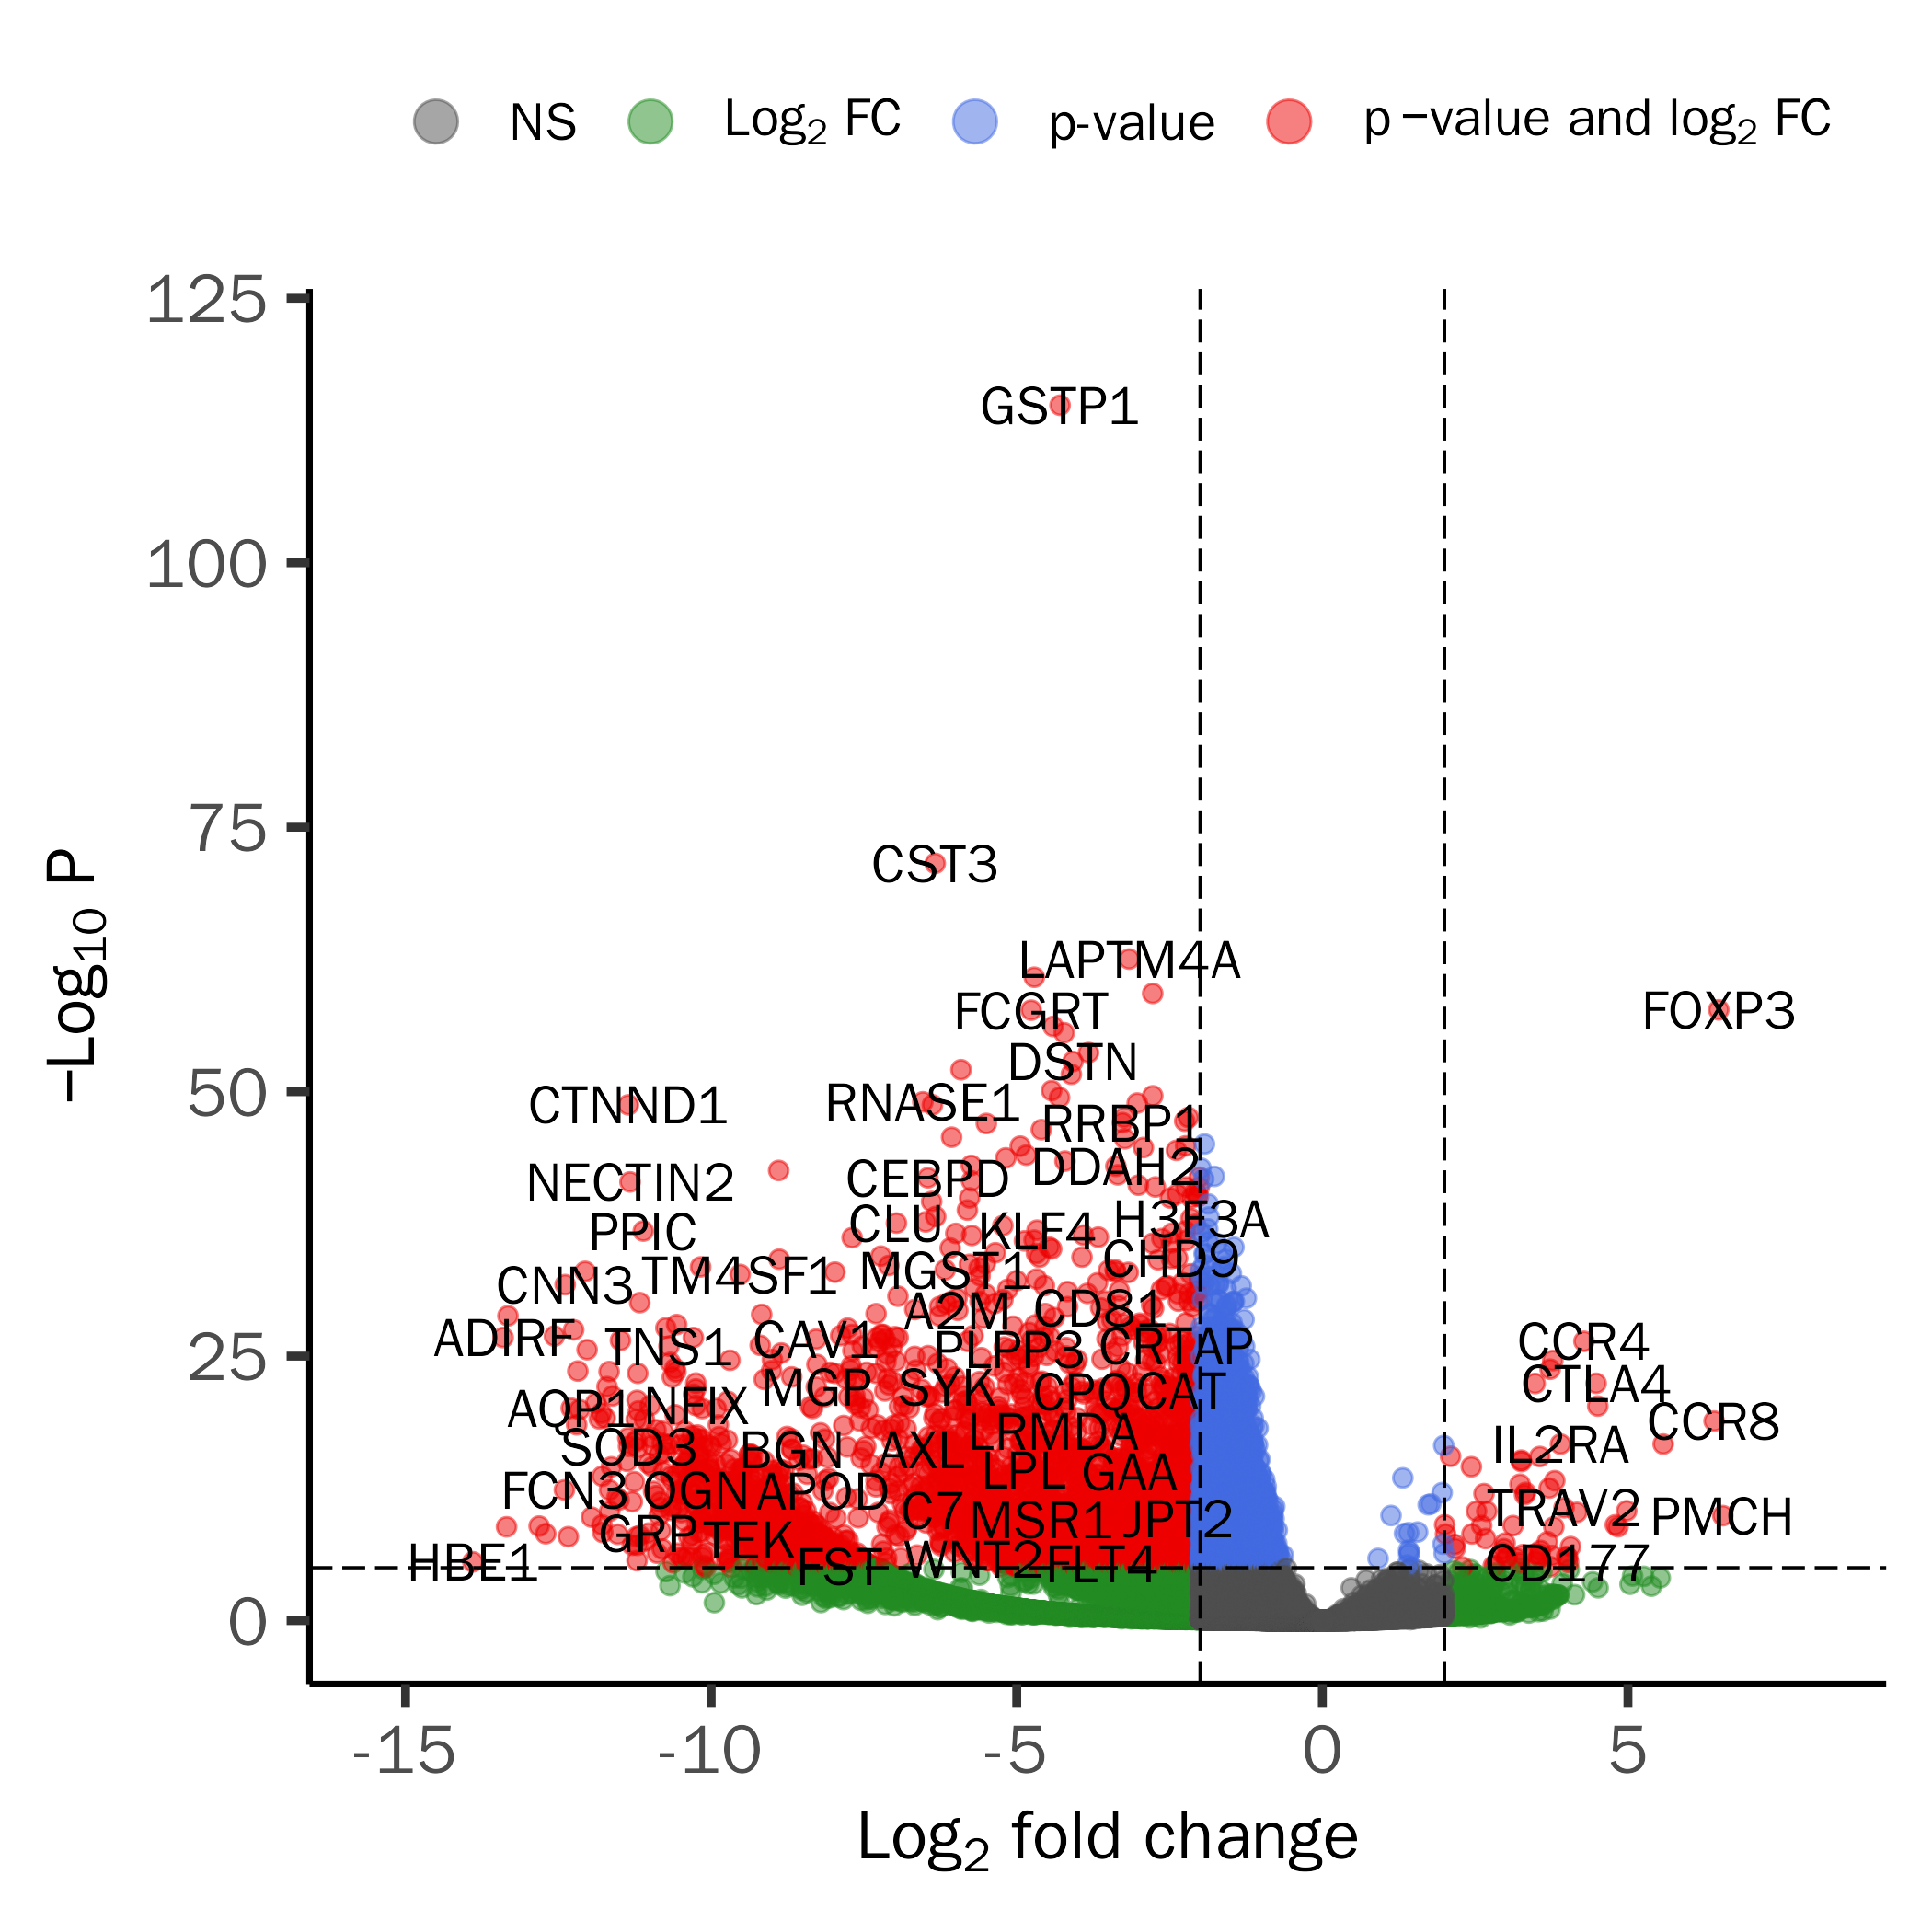 NS Log2 FC p-value p −value and log2 FC
125
100
75
50
25
0
−Log10 P
GSTP1
CST3
LAPTM4A
FCGRT
FOXP3
DSTN
CTNND1
RNASE1
RRBP1
NECTIN2
CEBPD
DDAH2
PPIC
CLU
KLF4
H3F3A
CNN3
TM4SF1
MGST1
CHD9
ADIRF
TNS1
CAV1
A2M
CD81
PLPP3
CRTAP
CCR4
MGP
SYK
CPQ
CAT
CTLA4
AQP1
NFIX
LRMDA
CCR8
SOD3
BGN
AXL
IL2RA
FCN3
OGN
APOD
LPL
GAA
GRP
TEK
C7
MSR1
JPT2
TRAV2
PMCH
HBE1
FST
WNT2
FLT4
CD177
-15 -10 -5 0 5
Log2 fold change